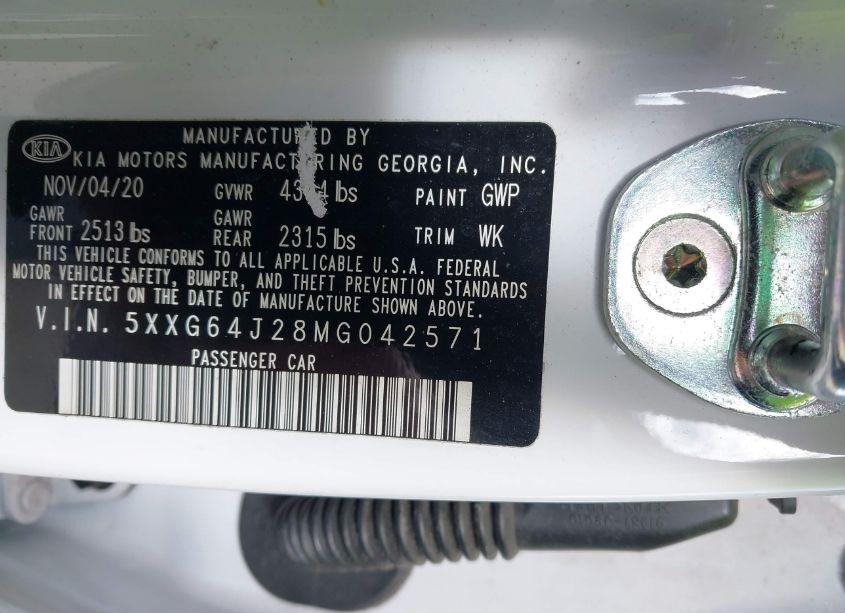 MANUFACTURED BY
KIA KIA MOTORS MANUFACTURING GEORGIA, INC.
NOV/04/20 GVWR lbs PAINT GWP
GAWR FRONT 2513 lbs GAWR REAR 2315 lbs TRIM WK
THIS VEHICLE CONFORMS TO ALL APPLICABLE U.S.A. FEDERAL
MOTOR VEHICLE SAFETY, BUMPER, AND THEFT PREVENTION STANDARDS
IN EFFECT ON THE DATE OF MANUFACTURE SHOWN ABOVE.
V.I.N. 5XXG64J28MG042571
PASSENGER CAR